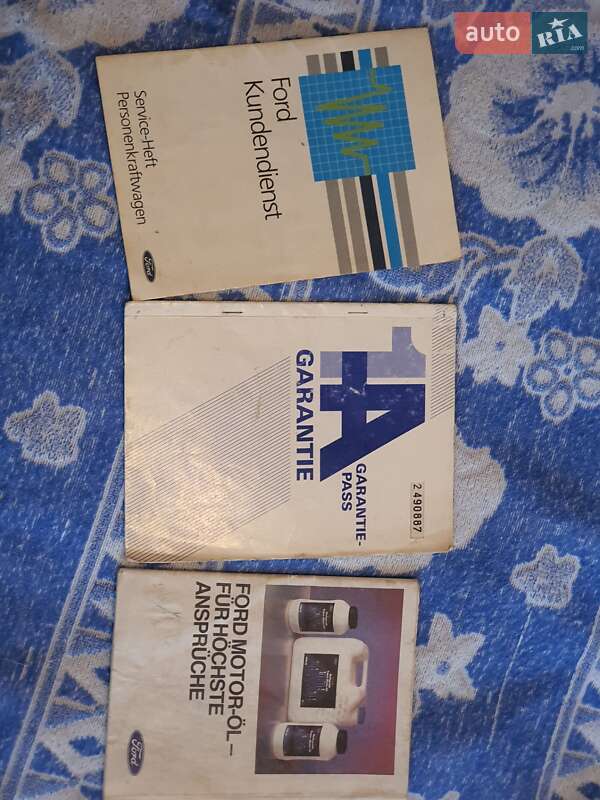 auto RIA.com
Ford
Kundendienst
Service-Heft
Personenkraftwagen
Ford
1A
GARANTIE
GARANTIE-
PASS
2490887
FORD MOTOR-ÖL–
FÜR HÖCHSTE
ANSPRÜCHE
Ford